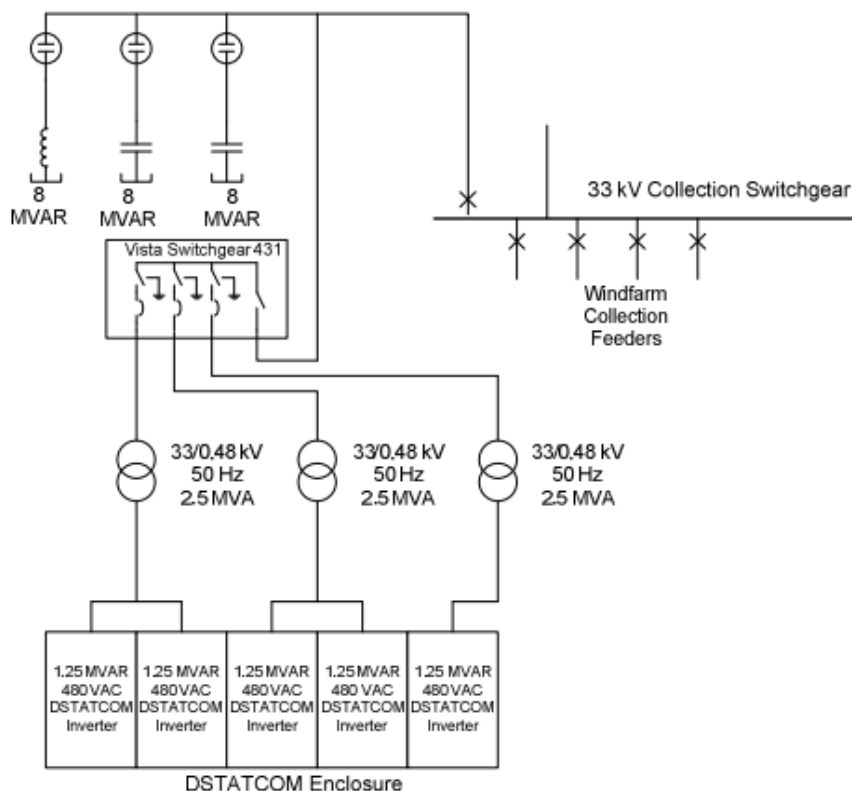 8
MVAR
8
MVAR
8
MVAR
33 kV Collection Switchgear
Vista Switchgear 431
Windfarm
Collection
Feeders
33/0.48 kV
50 Hz
2.5 MVA
33/0.48 kV
50 Hz
2.5 MVA
33/0.48 kV
50 Hz
2.5 MVA
1.25 MVAR
480 VAC
DSTATCOM
Inverter
1.25 MVAR
480 VAC
DSTATCOM
Inverter
1.25 MVAR
480 VAC
DSTATCOM
Inverter
1.25 MVAR
480 VAC
DSTATCOM
Inverter
1.25 MVAR
480 VAC
DSTATCOM
Inverter
DSTATCOM Enclosure